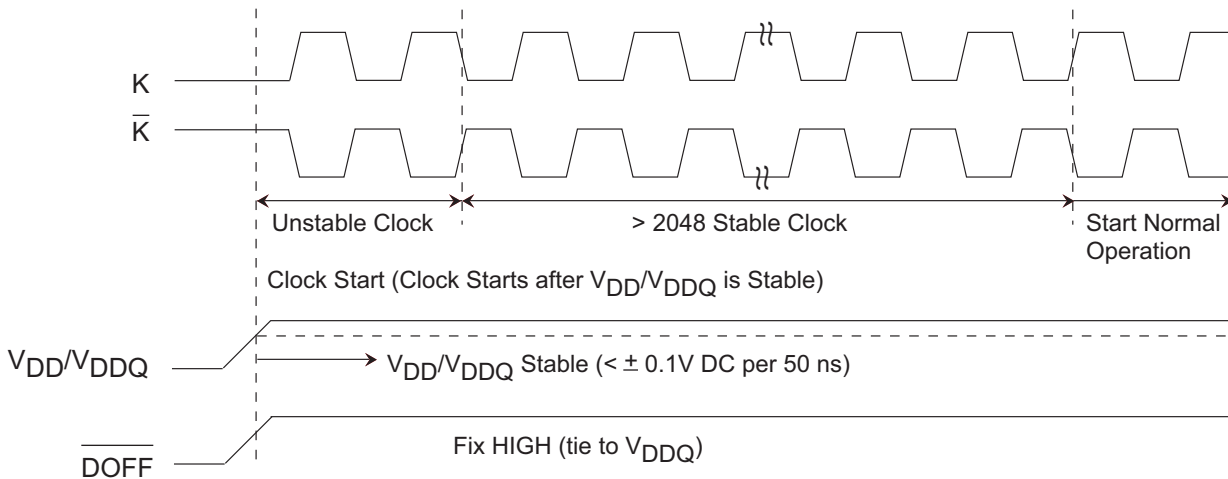 K
K̅
Unstable Clock
> 2048 Stable Clock
Start Normal
Operation
Clock Start (Clock Starts after VDD/VDDQ is Stable)
VDD/VDDQ
VDD/VDDQ Stable (< ± 0.1V DC per 50 ns)
Fix HIGH (tie to VDDQ)
D̅O̅F̅F̅